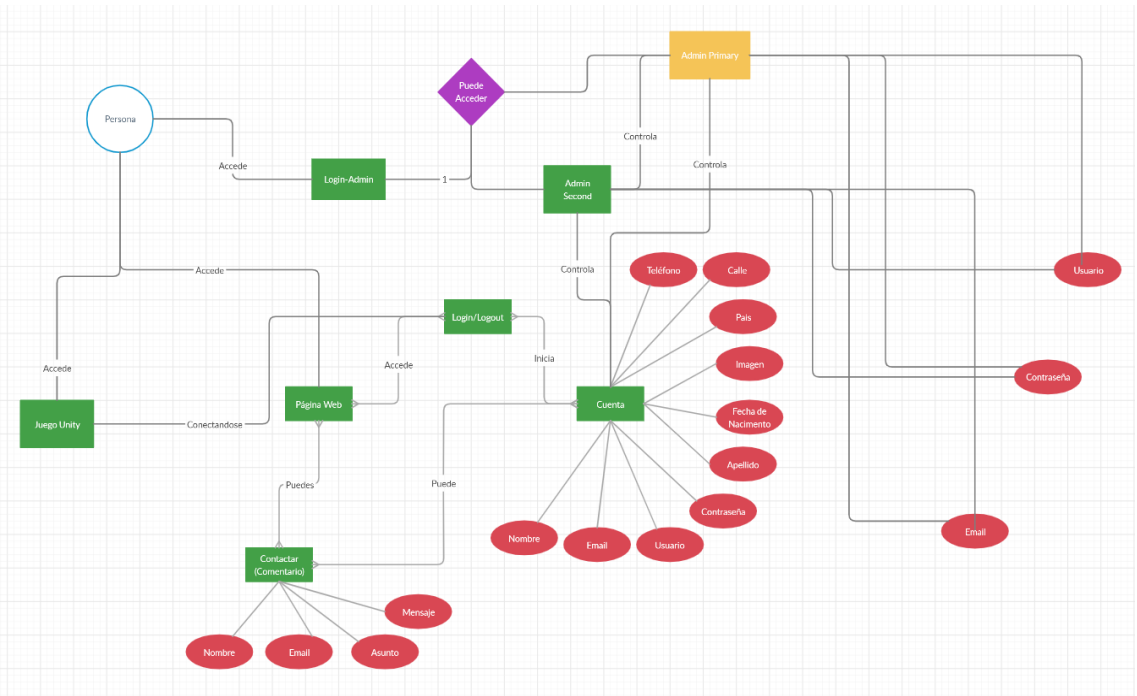 Admin Primary
Puede
Acceder
Persona
Controla
Accede
Controla
Login-Admin
1
Admin
Second
Accede
Controla
Teléfono
Calle
Usuario
Login/Logout
Pais
Inicia
Accede
Imagen
Accede
Contraseña
Página Web
Cuenta
Juego Unity
Conectandose
Fecha de
Nacimento
Apellido
Puedes
Puede
Contraseña
Nombre
Email
Usuario
Email
Contactar
(Comentario)
Mensaje
Nombre
Email
Asunto